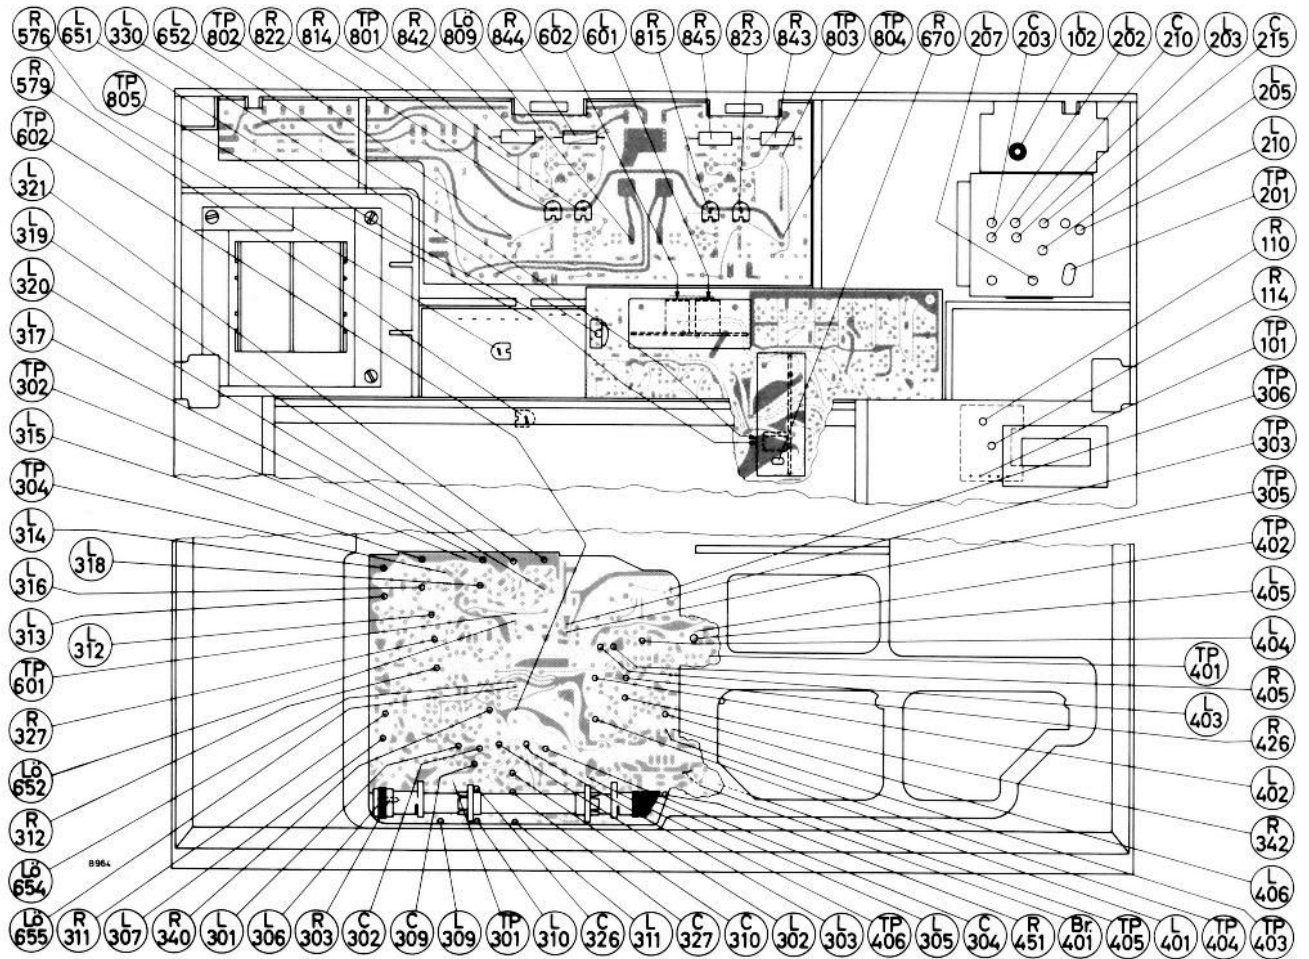 R 576
L 651
L 330
L 652
TP 802
R 822
R 814
TP 801
R 842
Lö 809
R 844
L 602
L 601
R 815
R 845
R 823
R 843
TP 803
TP 804
R 670
L 207
C 203
L 102
L 202
C 210
L 203
C 215
R 579
TP 805
L 205
TP 602
L 210
L 321
TP 201
L 319
R 110
L 320
R 114
L 317
TP 101
TP 302
TP 306
L 315
TP 303
TP 304
TP 305
L 314
L 318
TP 402
L 316
L 405
L 313
L 312
L 404
TP 401
TP 601
R 405
L 403
R 327
R 426
Lö 652
L 402
R 312
R 342
8964
Lö 654
L 406
Lö 655
R 311
L 307
R 340
L 301
L 306
R 303
C 302
C 309
L 309
TP 301
L 310
C 326
L 311
C 327
C 310
L 302
L 303
TP 406
L 305
C 304
R 451
Br. 401
TP 405
L 401
TP 404
TP 403